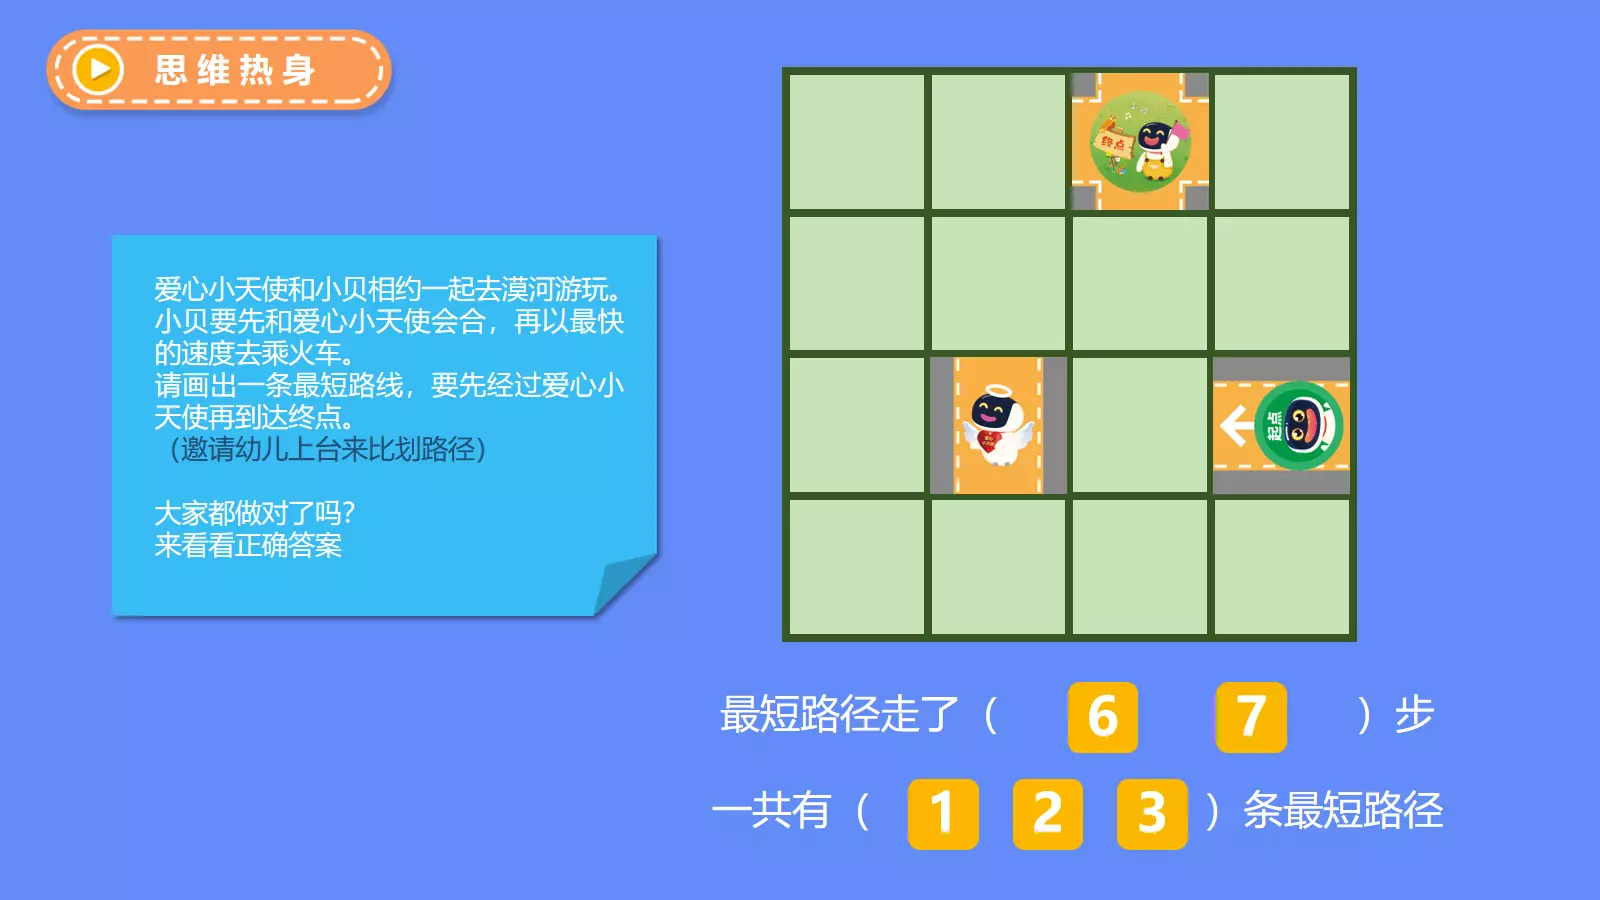 思维热身
终点
爱心小天使和小贝相约一起去漠河游玩。
小贝要先和爱心小天使会合，再以最快
的速度去乘火车。
请画出一条最短路线，要先经过爱心小
天使再到达终点。
（邀请幼儿上台来比划路径）
大家都做对了吗？
来看看正确答案
起点
最短路径走了（ 6 7 ）步
一共有（ 1 2 3 ）条最短路径